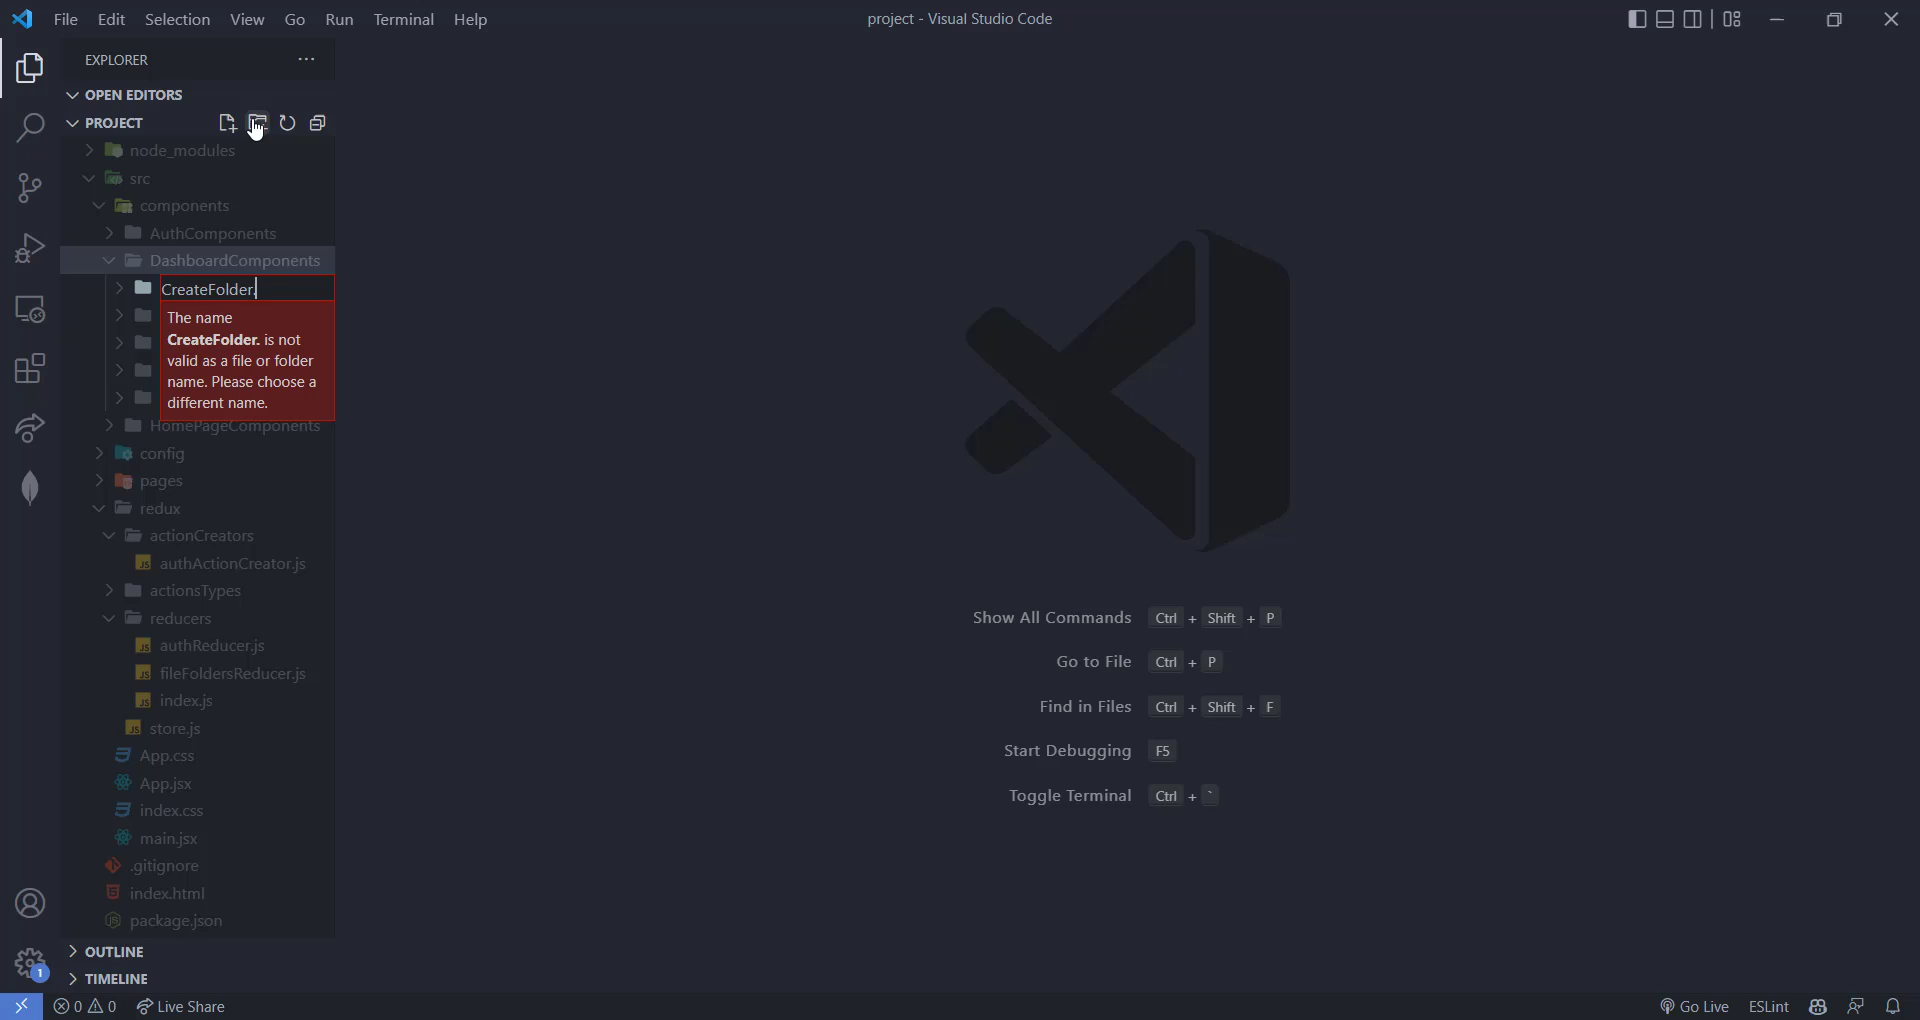 File Edit Selection View Go Run Terminal Help
project - Visual Studio Code
EXPLORER
OPEN EDITORS
PROJECT
node_modules
src
components
AuthComponents
DashboardComponents
CreateFolder.
The name
CreateFolder. is not
valid as a file or folder
name. Please choose a
different name.
HomePageComponents
config
pages
redux
actionCreators
authActionCreator.js
actionsTypes
reducers
authReducer.js
fileFoldersReducer.js
index.js
store.js
App.css
App.jsx
index.css
main.jsx
.gitignore
index.html
package.json
OUTLINE
TIMELINE
Show All Commands Ctrl + Shift + P
Go to File Ctrl + P
Find in Files Ctrl + Shift + F
Start Debugging F5
Toggle Terminal Ctrl + `
1
0 0 Live Share
Go Live ESLint